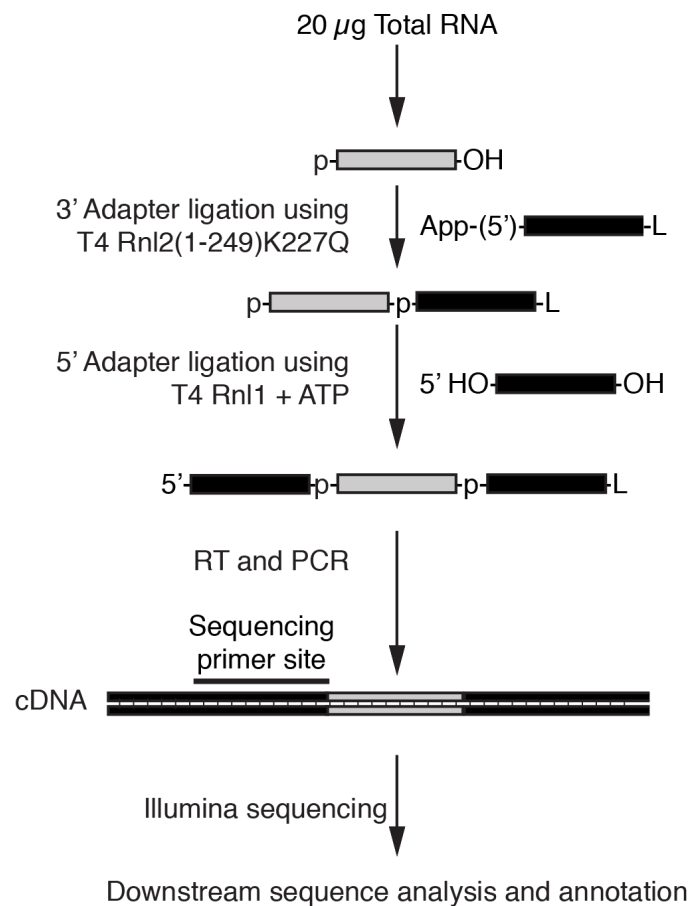 20 µg Total RNA
p- -OH
3’ Adapter ligation using
T4 Rnl2(1-249)K227Q
App-(5’)- -L
p- -p- -L
5’ Adapter ligation using
T4 Rnl1 + ATP
5’ HO- -OH
5’- -p- -p- -L
RT and PCR
Sequencing
primer site
cDNA
Illumina sequencing
Downstream sequence analysis and annotation